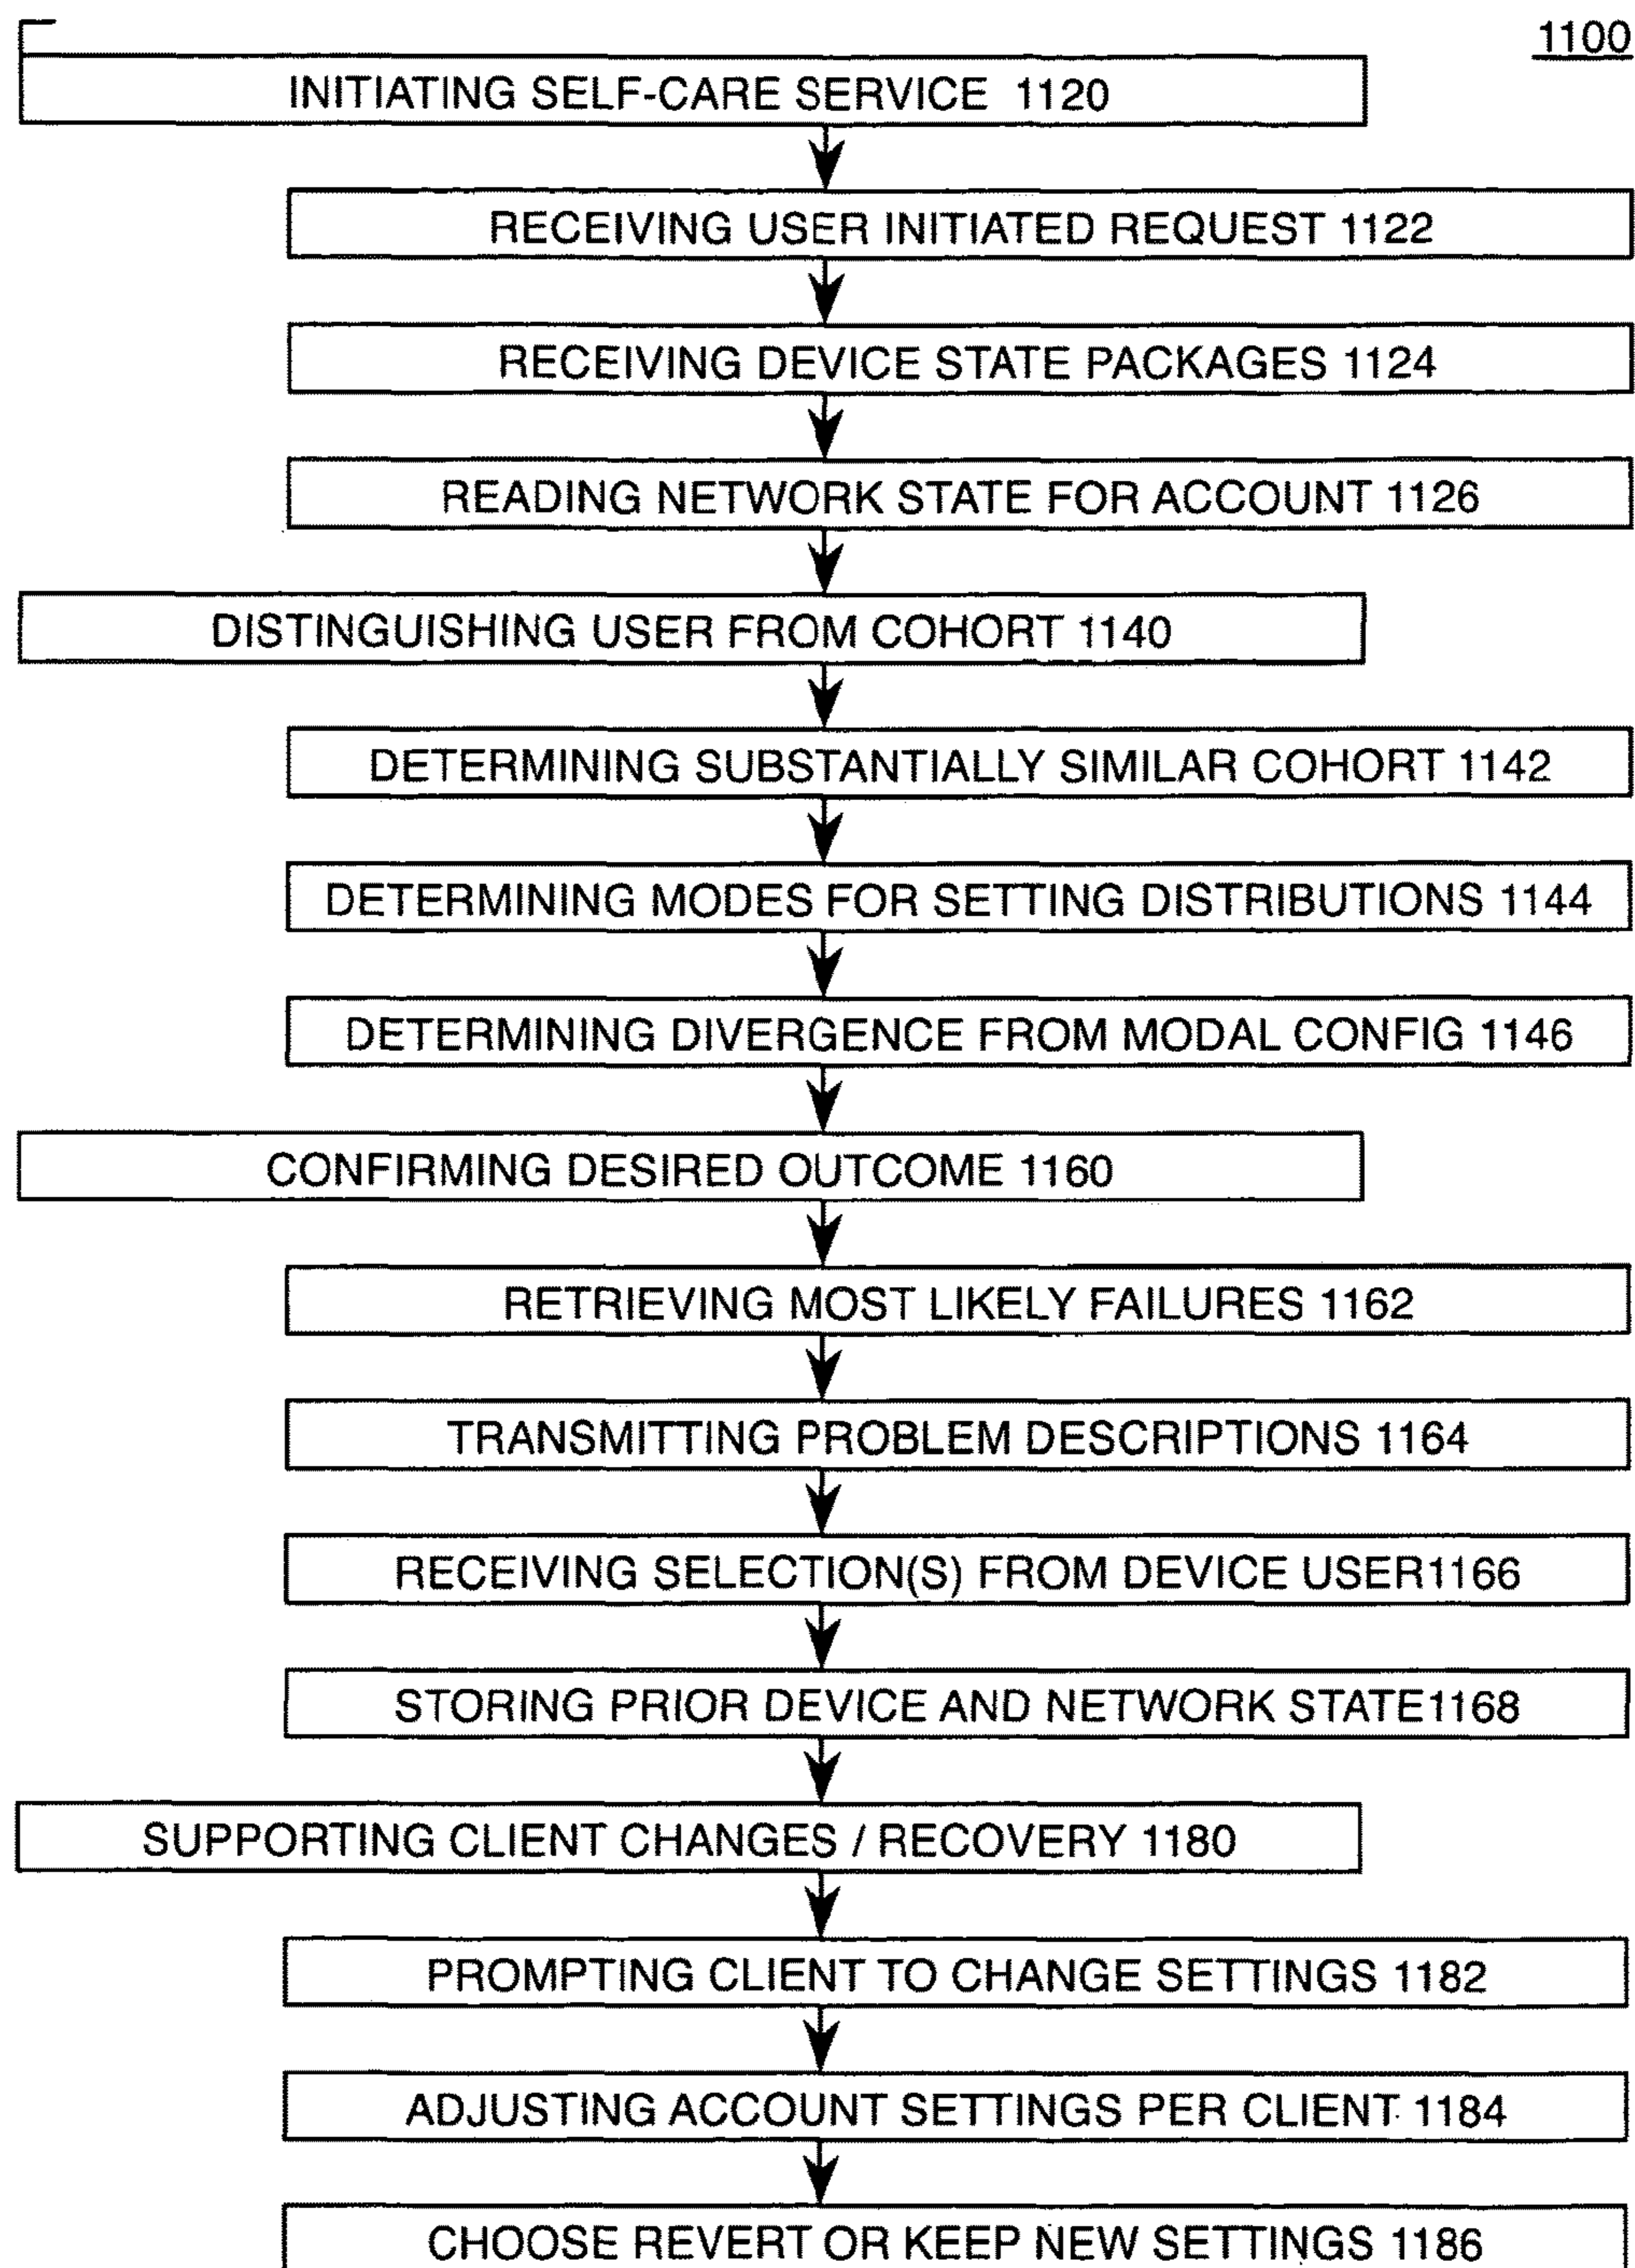 1100
INITIATING SELF-CARE SERVICE 1120
RECEIVING USER INITIATED REQUEST 1122
RECEIVING DEVICE STATE PACKAGES 1124
READING NETWORK STATE FOR ACCOUNT 1126
DISTINGUISHING USER FROM COHORT 1140
DETERMINING SUBSTANTIALLY SIMILAR COHORT 1142
DETERMINING MODES FOR SETTING DISTRIBUTIONS 1144
DETERMINING DIVERGENCE FROM MODAL CONFIG 1146
CONFIRMING DESIRED OUTCOME 1160
RETRIEVING MOST LIKELY FAILURES 1162
TRANSMITTING PROBLEM DESCRIPTIONS 1164
RECEIVING SELECTION(S) FROM DEVICE USER1166
STORING PRIOR DEVICE AND NETWORK STATE1168
SUPPORTING CLIENT CHANGES / RECOVERY 1180
PROMPTING CLIENT TO CHANGE SETTINGS 1182
ADJUSTING ACCOUNT SETTINGS PER CLIENT 1184
CHOOSE REVERT OR KEEP NEW SETTINGS 1186